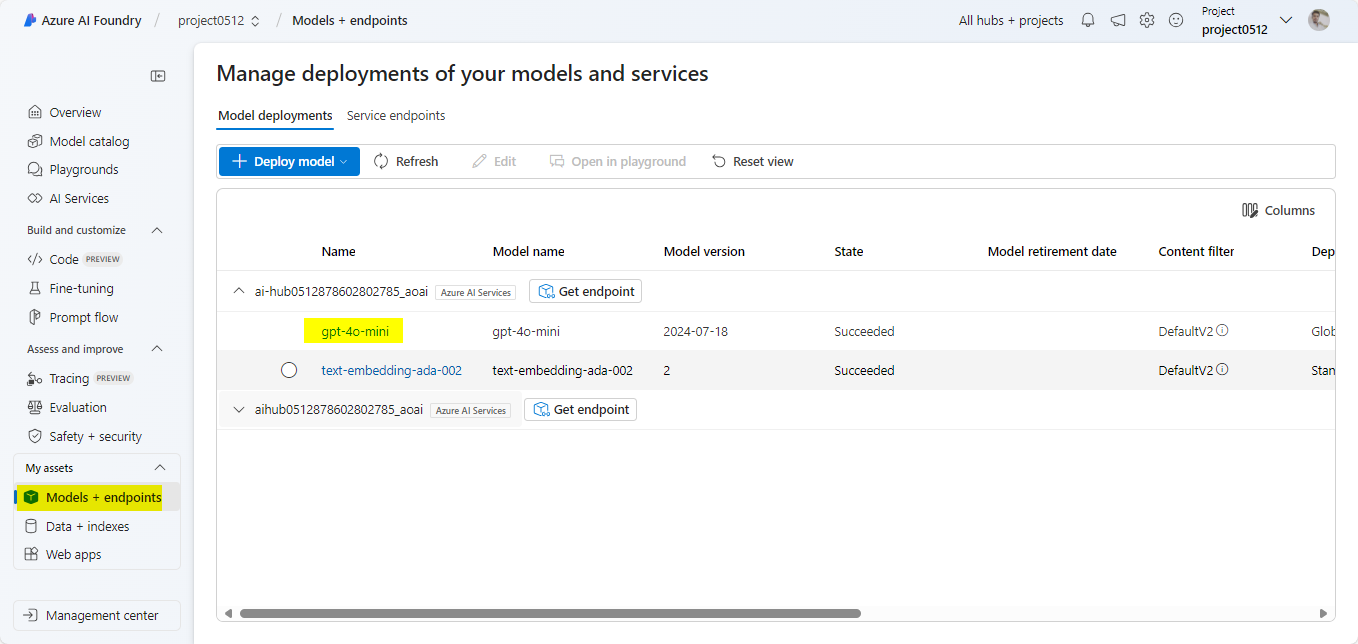 Azure AI Foundry / project0512 / Models + endpoints All hubs + projects Project
project0512
Manage deployments of your models and services
Overview
Model catalog
Playgrounds
AI Services
Build and customize
Code PREVIEW
Fine-tuning
Prompt flow
Assess and improve
Tracing PREVIEW
Evaluation
Safety + security
My assets
Models + endpoints
Data + indexes
Web apps
Management center
Model deployments Service endpoints
Deploy model Refresh Edit Open in playground Reset view
Columns
Name Model name Model version State Model retirement date Content filter Dep
ai-hub0512878602802785_aoai Azure AI Services Get endpoint
gpt-4o-mini gpt-4o-mini 2024-07-18 Succeeded DefaultV2 Glob
text-embedding-ada-002 text-embedding-ada-002 2 Succeeded DefaultV2 Stan
aihub0512878602802785_aoai Azure AI Services Get endpoint